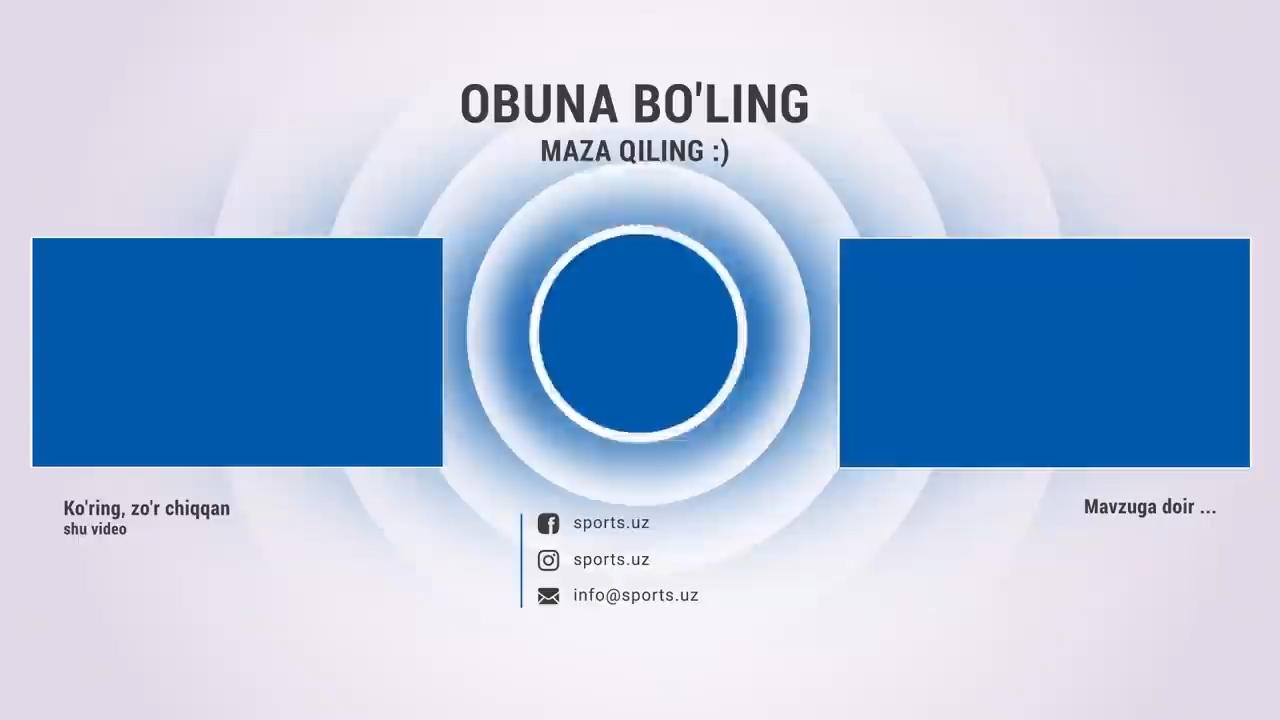 OBUNA BO'LING
MAZA QILING :)
Ko'ring, zo'r chiqqan
shu video
Mavzuga doir ...
sports.uz
sports.uz
info@sports.uz